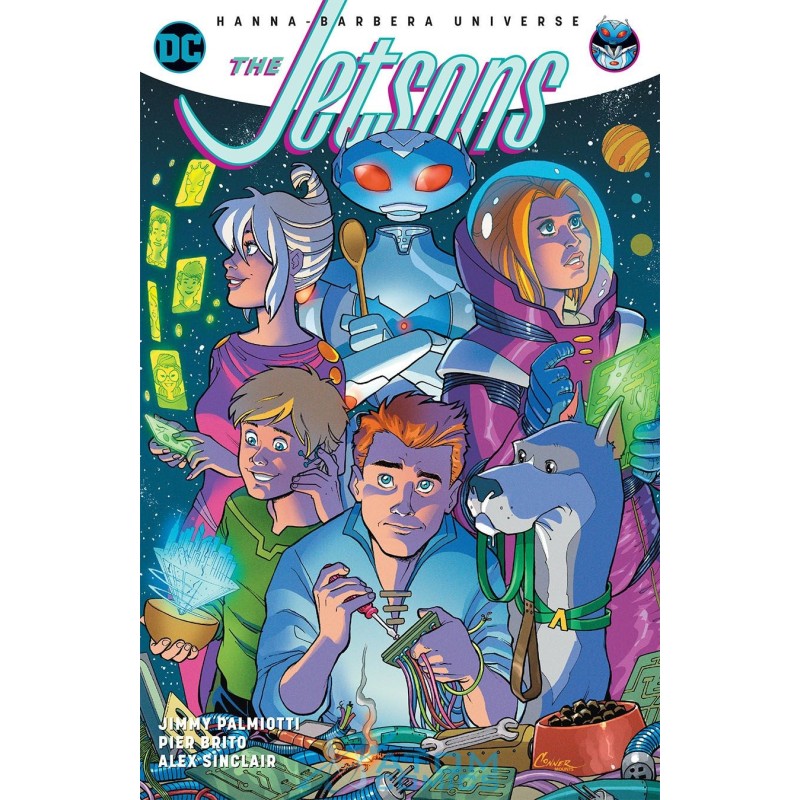 HANNA-BARBERA UNIVERSE
DC
THE Jetsons
JIMMY PALMIOTTI
PIER BRITO
ALEX SINCLAIR
CONNER